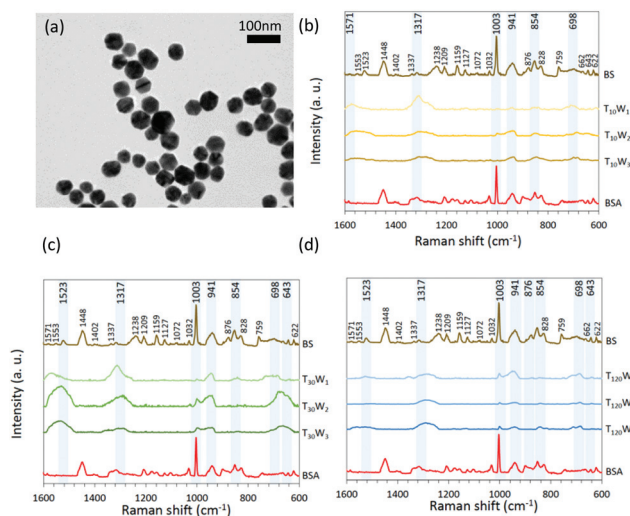 (a)
100nm
(b)
1571
1553
1523
1448
1402
1337
1317
1238
1209
1159
1127
1072
1032
1003
941
876
854
828
759
698
662
643
622
BS
T10W1
T10W2
T10W3
BSA
Intensity (a. u.)
1600 1400 1200 1000 800 600
Raman shift (cm-1)
(c)
1571
1553
1523
1448
1402
1337
1317
1238
1209
1159
1127
1072
1032
1003
941
876
854
828
759
698
643
622
BS
T30W1
T30W2
T30W3
BSA
Intensity (a. u.)
1600 1400 1200 1000 800 600
Raman shift (cm-1)
(d)
1571
1553
1523
1448
1402
1337
1317
1238
1209
1159
1127
1072
1032
1003
941
876
854
828
759
698
662
643
622
BS
T120W
T120W
T120W
BSA
1600 1400 1200 1000 800 600
Raman shift (cm-1)